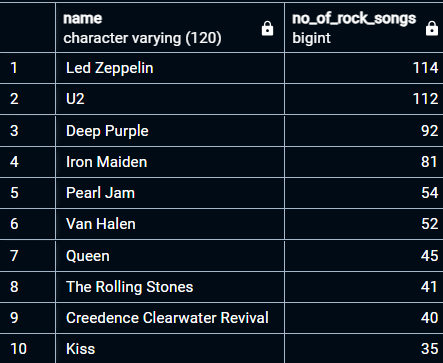 name no_of_rock_songs
character varying (120) bigint
1 Led Zeppelin 114
2 U2 112
3 Deep Purple 92
4 Iron Maiden 81
5 Pearl Jam 54
6 Van Halen 52
7 Queen 45
8 The Rolling Stones 41
9 Creedence Clearwater Revival 40
10 Kiss 35